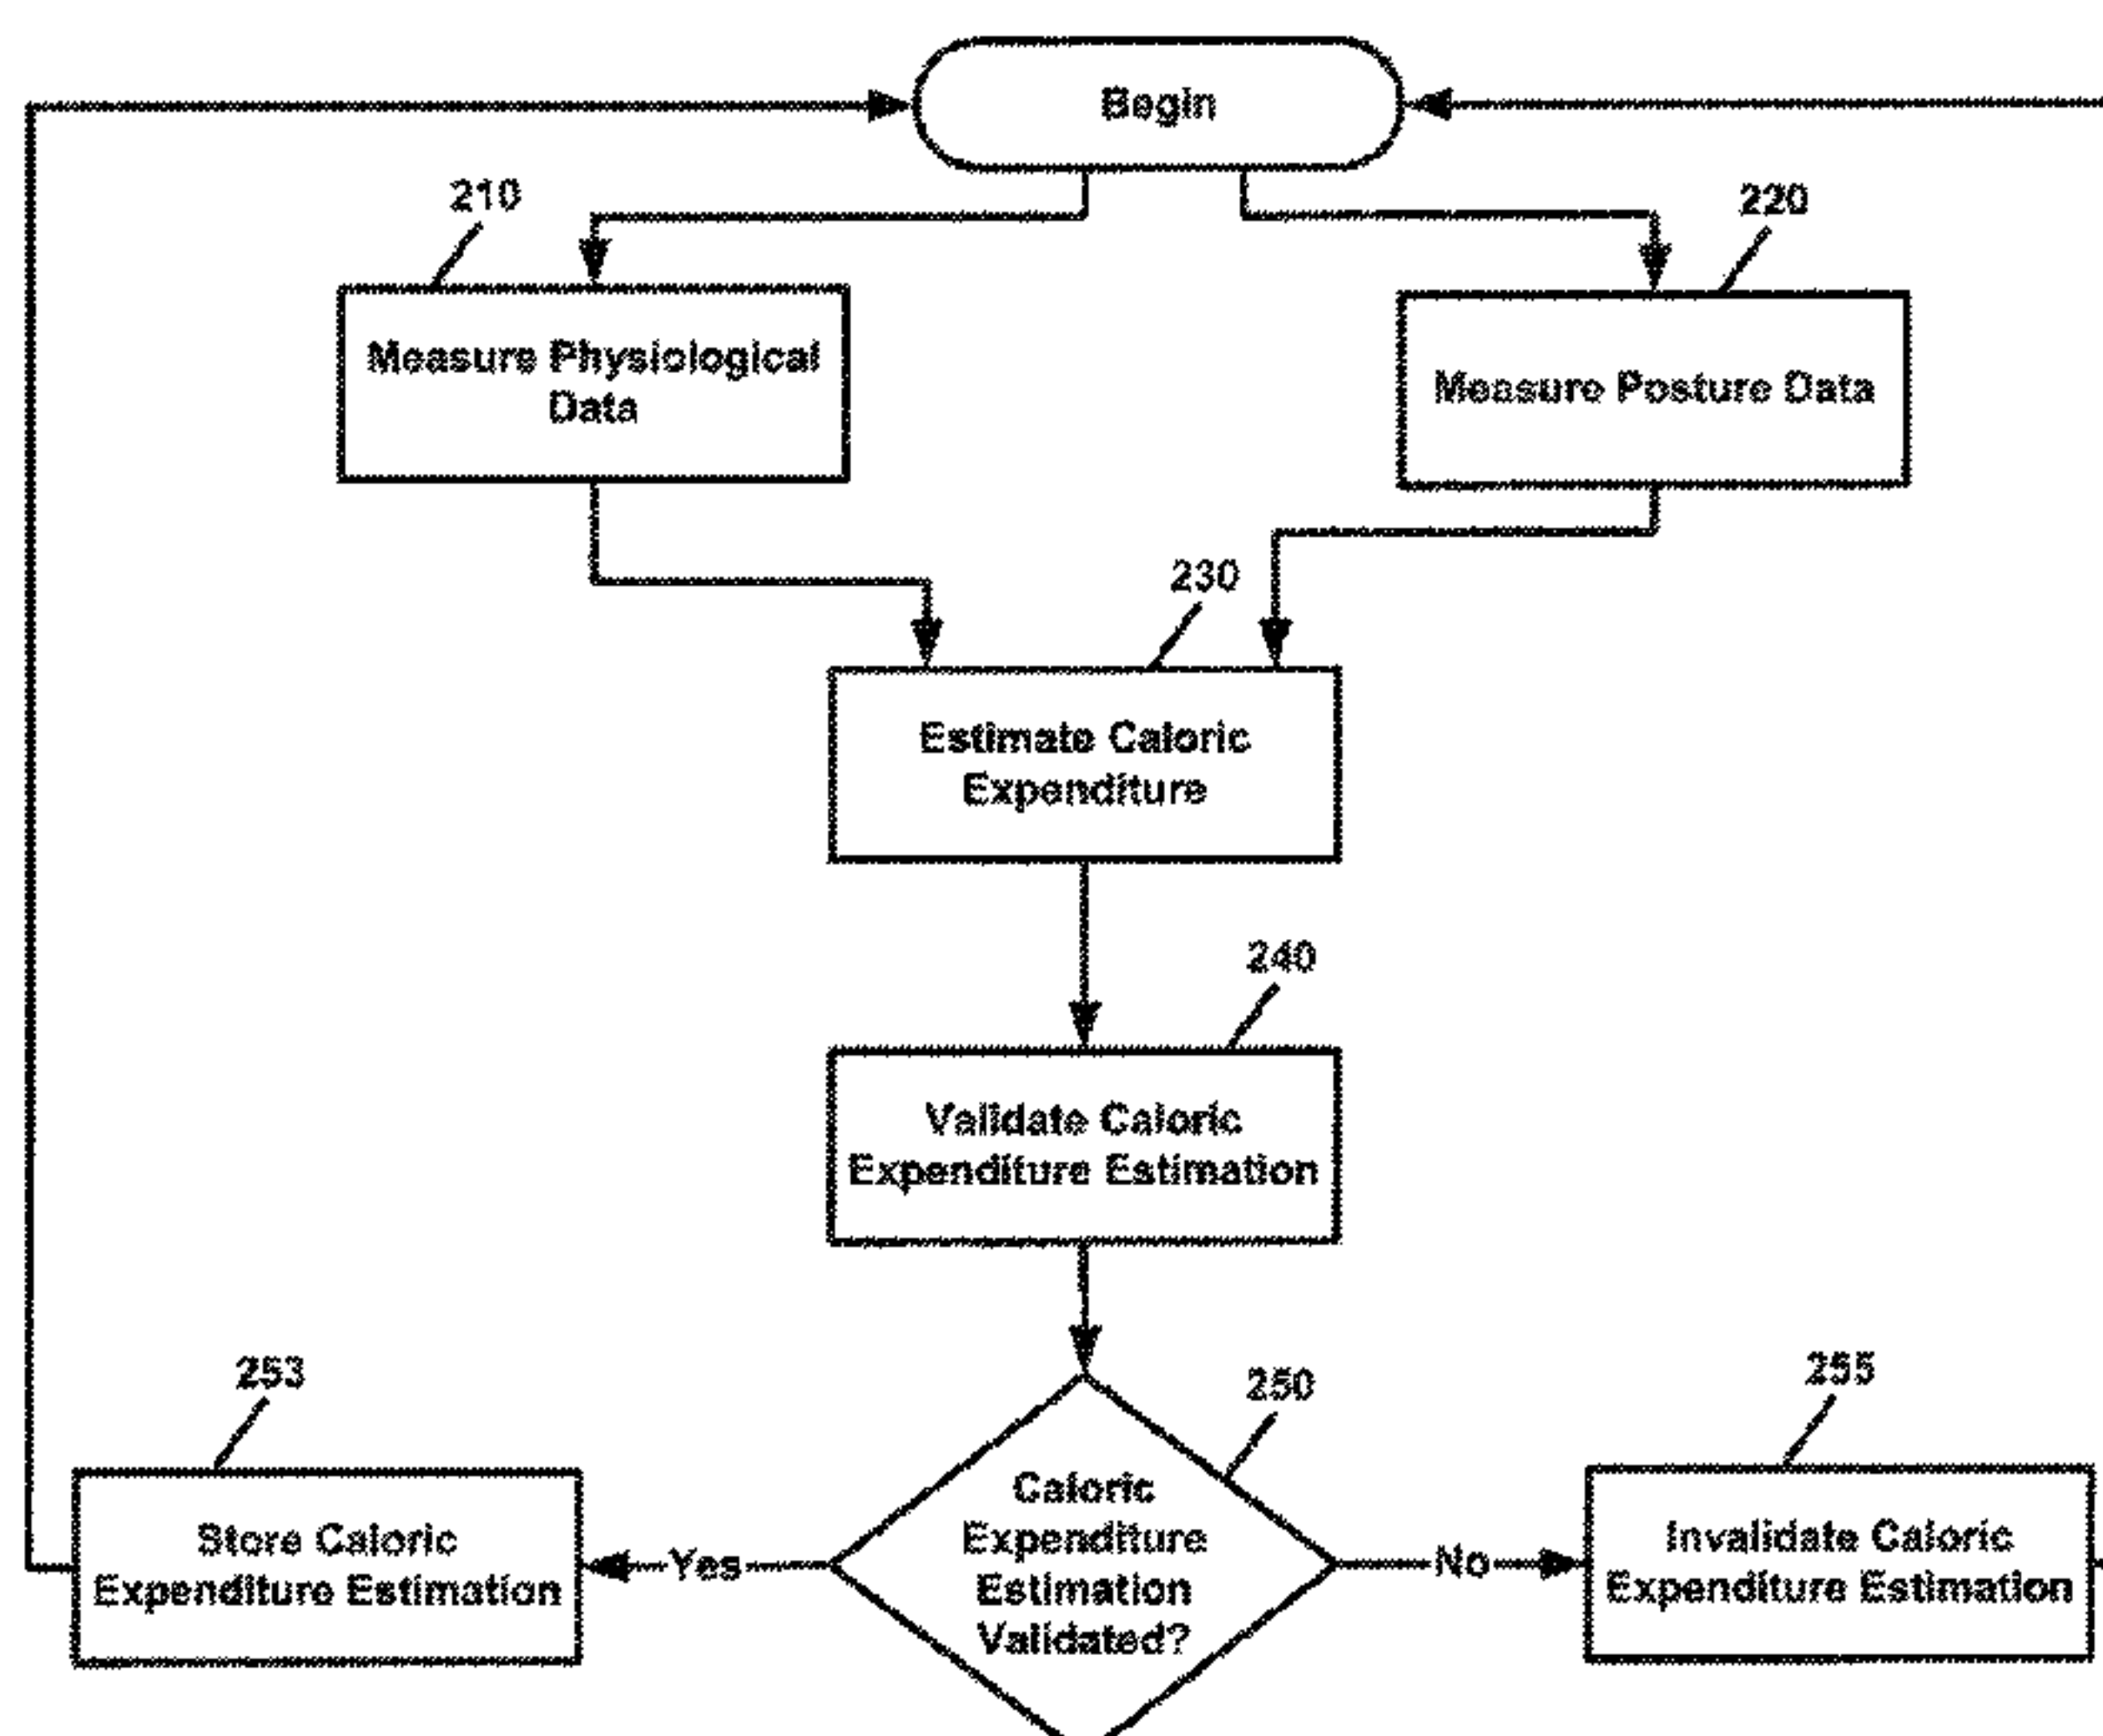 Begin
210
220
Measure Physiological
Data
Measure Posture Data
230
Estimate Caloric
Expenditure
240
Validate Caloric
Expenditure Estimation
253
250
255
Store Caloric
Expenditure Estimation
Yes
Caloric
Expenditure
Estimation
Validated?
No
Invalidate Caloric
Expenditure Estimation